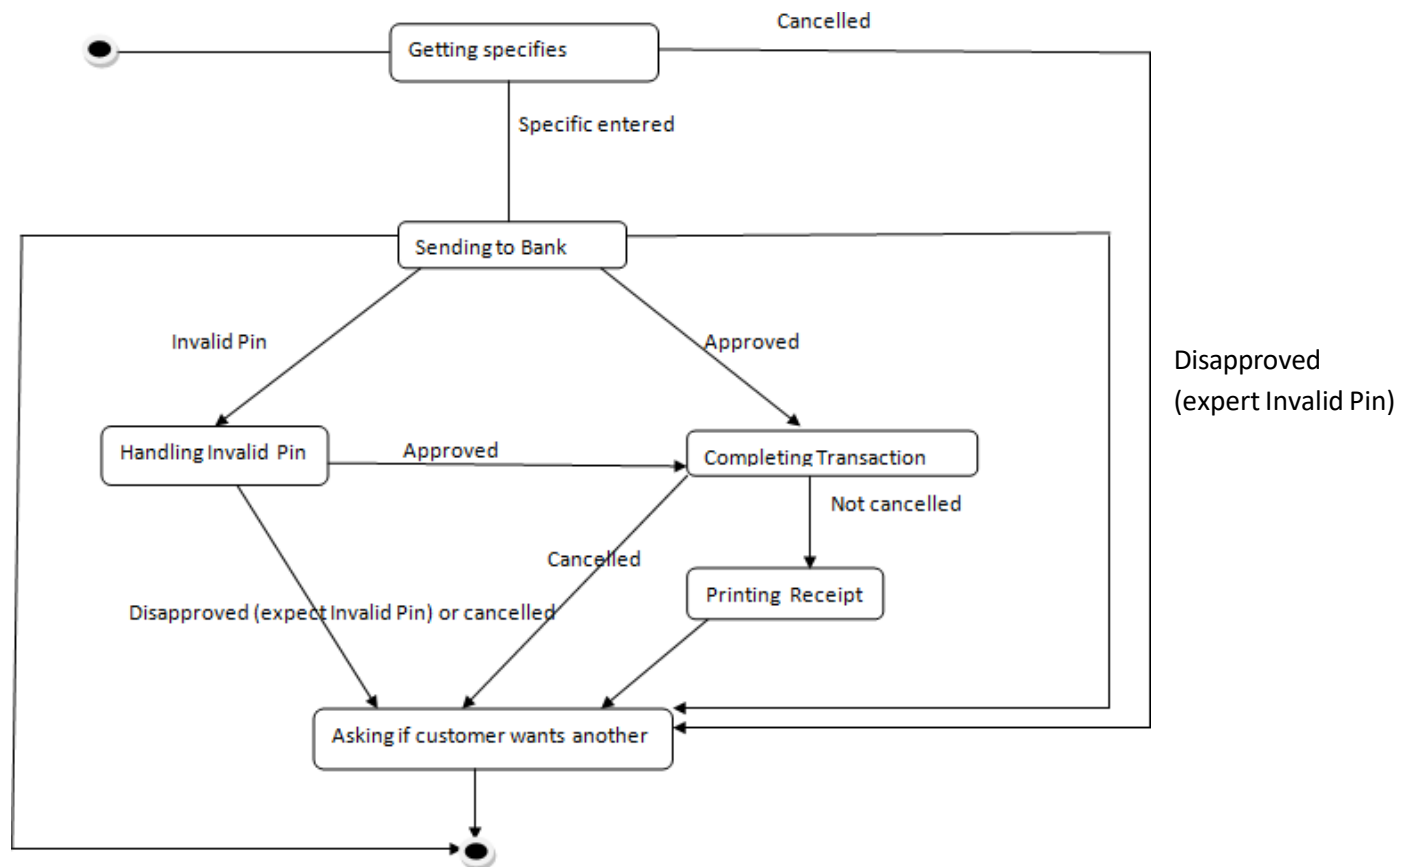 Cancelled
Getting specifies
Specific entered
Sending to Bank
Invalid Pin
Approved
Disapproved
(expert Invalid Pin)
Handling Invalid Pin
Approved
Completing Transaction
Not cancelled
Cancelled
Printing Receipt
Disapproved (expect Invalid Pin) or cancelled
Asking if customer wants another